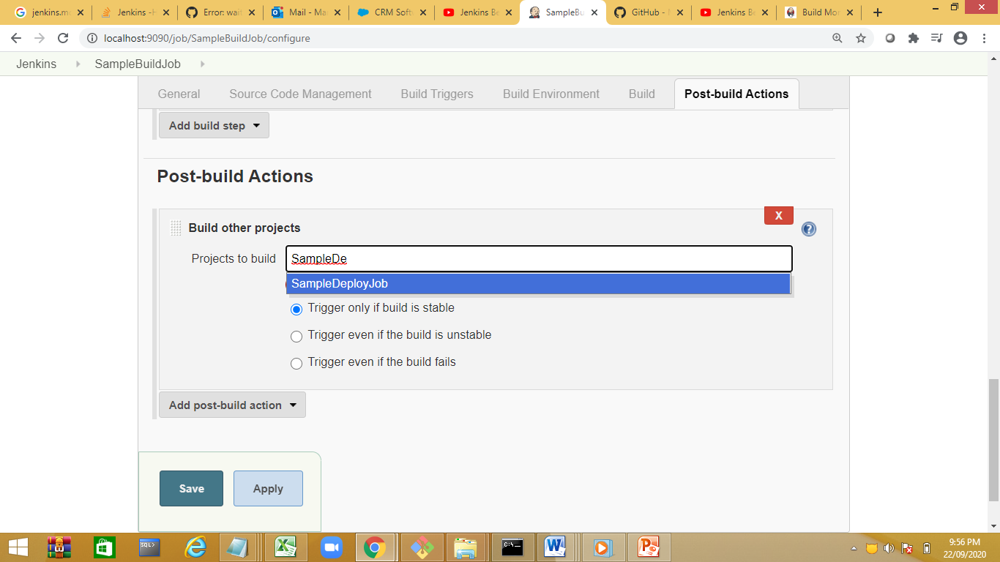 jenkins.m
Jenkins - H
Error: wait
Mail - Ma
CRM Soft
Jenkins Be
SampleBu
GitHub -
Jenkins Be
Build Mo
localhost:9090/job/SampleBuildJob/configure
Jenkins SampleBuildJob
General Source Code Management Build Triggers Build Environment Build Post-build Actions
Add build step
Post-build Actions
X
Build other projects ?
Projects to build SampleDe
SampleDeployJob
Trigger only if build is stable
Trigger even if the build is unstable
Trigger even if the build fails
Add post-build action
Save Apply
SQL>
C:\
9:56 PM
22/09/2020